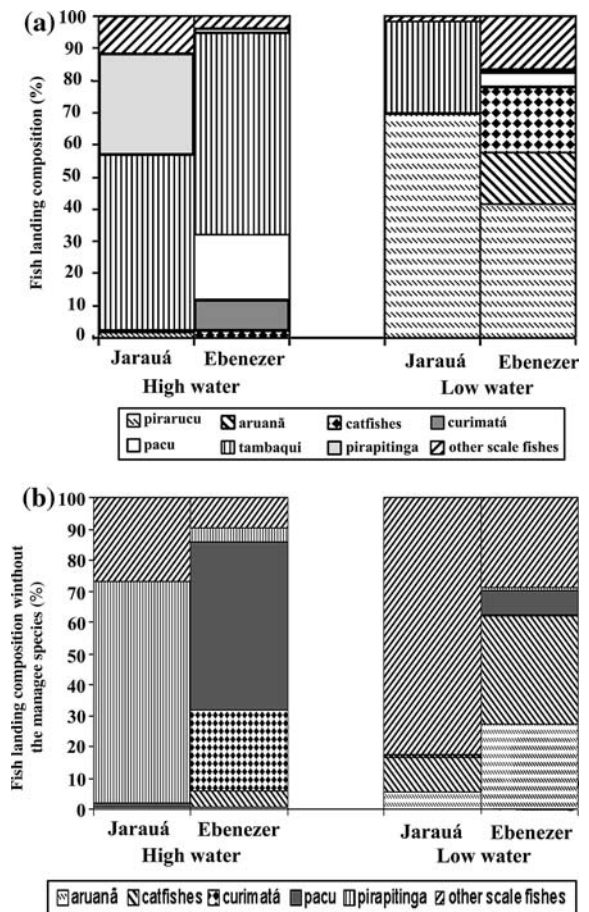 (a)
Fish landing composition (%)
100
90
80
70
60
50
40
30
20
10
0
Jarauá
Ebenezer
Jarauá
Ebenezer
High water
Low water
pirarucu
aruanã
catfishes
curimatá
pacu
tambaqui
pirapitinga
other scale fishes
(b)
Fish landing composition winthout
the managee species (%)
100
90
80
70
60
50
40
30
20
10
0
Jarauá
Ebenezer
Jarauá
Ebenezer
High water
Low water
aruanã
catfishes
curimatá
pacu
pirapitinga
other scale fishes